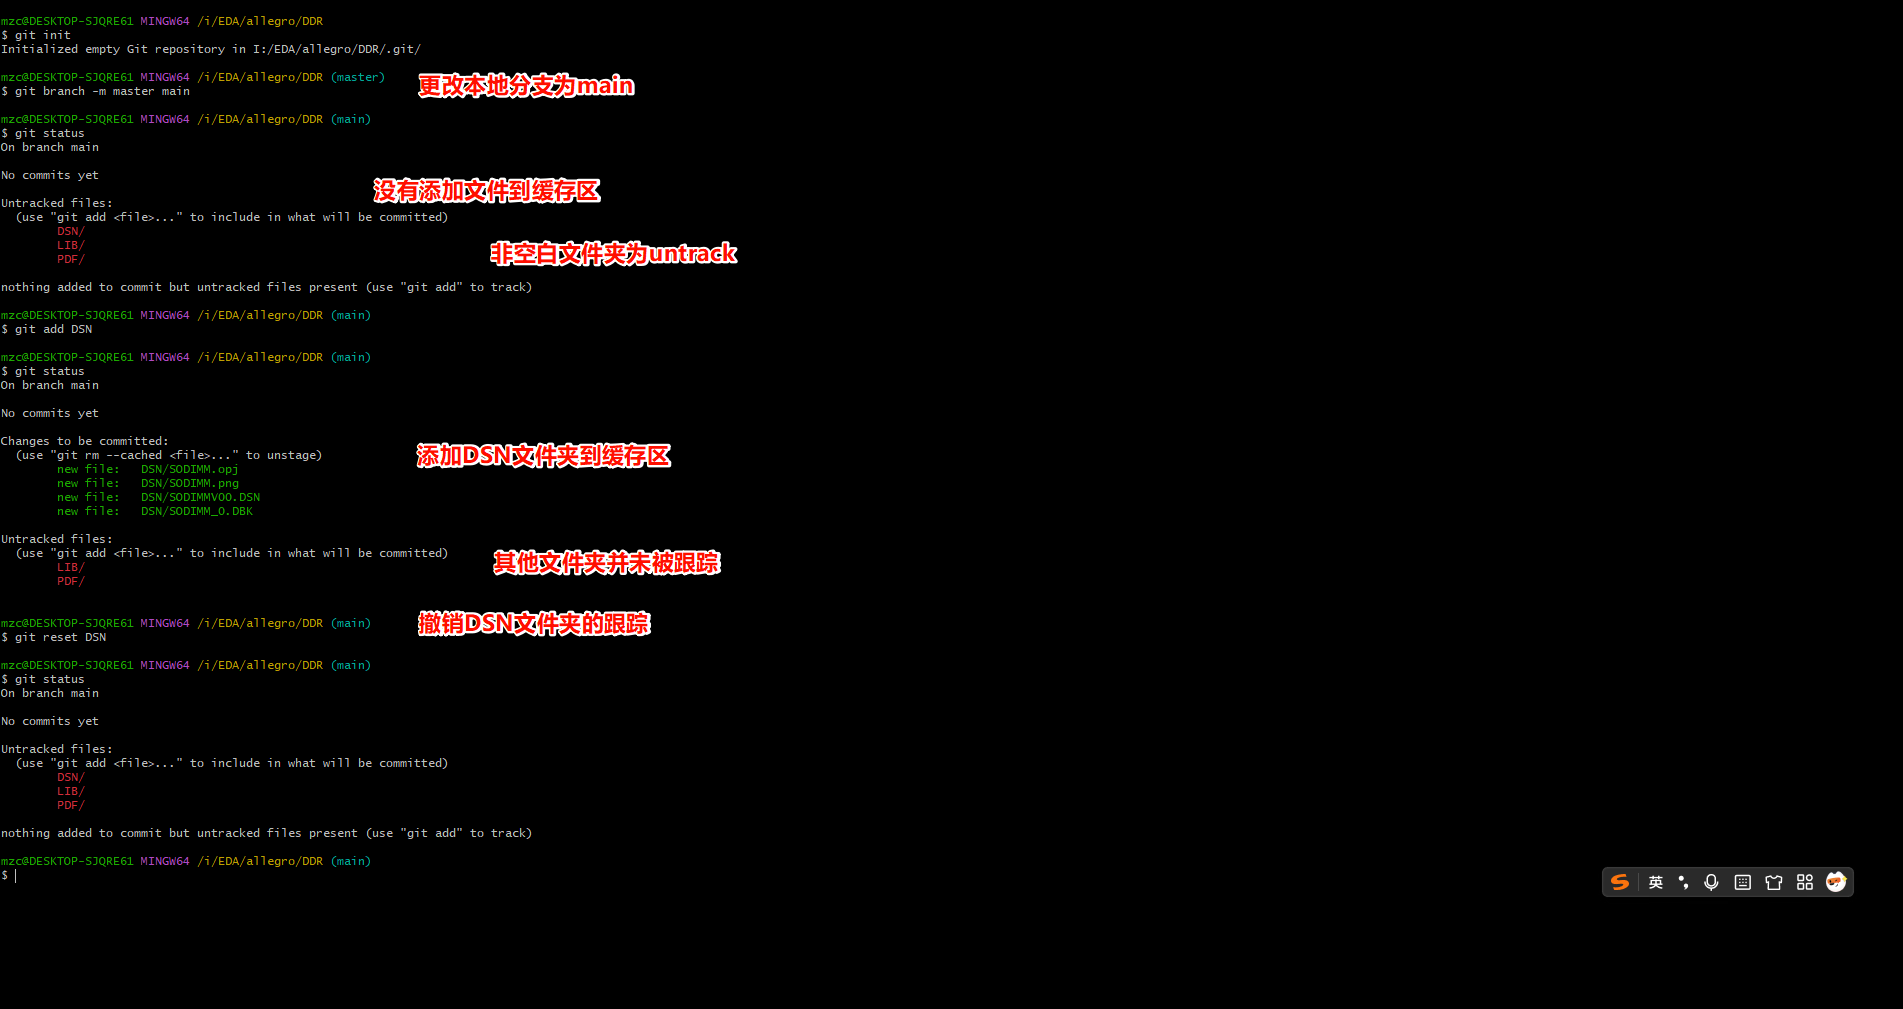 mzc@DESKTOP-SJQRE61 MINGW64 /i/EDA/allegro/DDR
$ git init
Initialized empty Git repository in I:/EDA/allegro/DDR/.git/
mzc@DESKTOP-SJQRE61 MINGW64 /i/EDA/allegro/DDR (master)
更改本地分支为main
$ git branch -m master main
mzc@DESKTOP-SJQRE61 MINGW64 /i/EDA/allegro/DDR (main)
$ git status
On branch main
No commits yet
没有添加文件到缓存区
Untracked files:
(use "git add <file>..." to include in what will be committed)
DSN/
LIB/
非空白文件夹为untrack
PDF/
nothing added to commit but untracked files present (use "git add" to track)
mzc@DESKTOP-SJQRE61 MINGW64 /i/EDA/allegro/DDR (main)
$ git add DSN
mzc@DESKTOP-SJQRE61 MINGW64 /i/EDA/allegro/DDR (main)
$ git status
On branch main
No commits yet
Changes to be committed:
(use "git rm --cached <file>..." to unstage)
添加DSN文件夹到缓存区
new file:   DSN/SODIMM.opj
new file:   DSN/SODIMM.png
new file:   DSN/SODIMMV00.DSN
new file:   DSN/SODIMM_0.DBK
Untracked files:
(use "git add <file>..." to include in what will be committed)
其他文件夹并未被跟踪
LIB/
PDF/
mzc@DESKTOP-SJQRE61 MINGW64 /i/EDA/allegro/DDR (main)
撤销DSN文件夹的跟踪
$ git reset DSN
mzc@DESKTOP-SJQRE61 MINGW64 /i/EDA/allegro/DDR (main)
$ git status
On branch main
No commits yet
Untracked files:
(use "git add <file>..." to include in what will be committed)
DSN/
LIB/
PDF/
nothing added to commit but untracked files present (use "git add" to track)
mzc@DESKTOP-SJQRE61 MINGW64 /i/EDA/allegro/DDR (main)
$
英